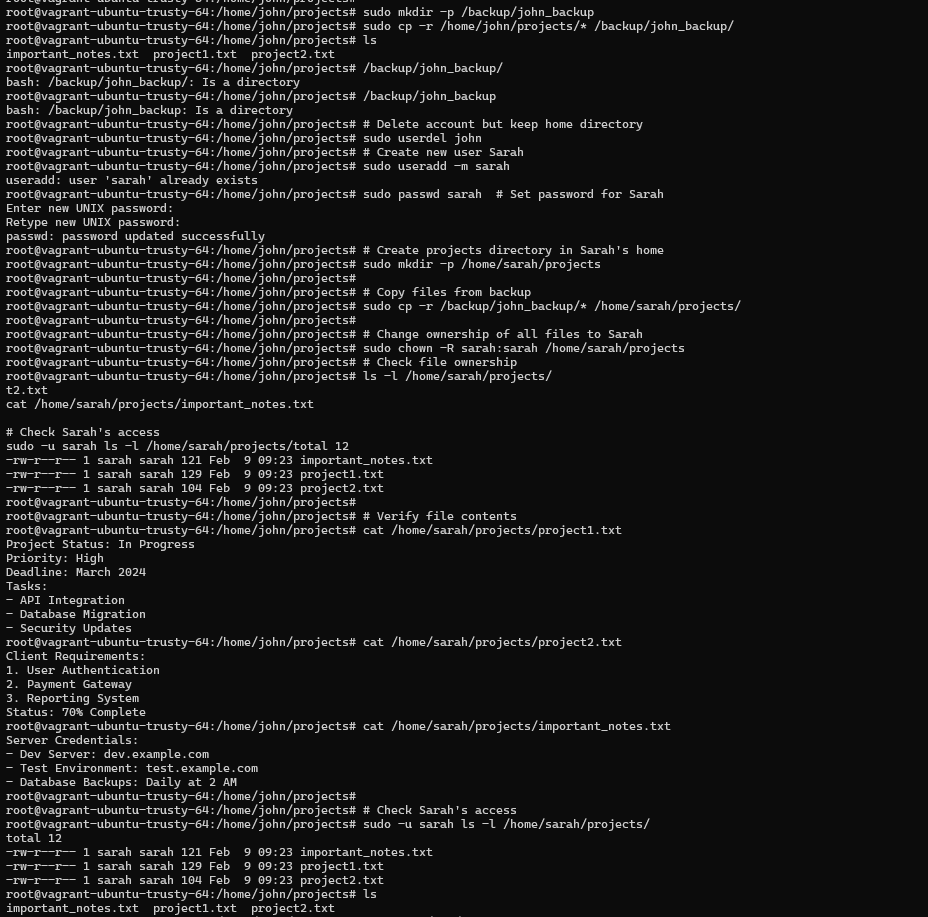 root@vagrant-ubuntu-trusty-64:/home/john/projects#
root@vagrant-ubuntu-trusty-64:/home/john/projects# sudo mkdir -p /backup/john_backup
root@vagrant-ubuntu-trusty-64:/home/john/projects# sudo cp -r /home/john/projects/* /backup/john_backup/
root@vagrant-ubuntu-trusty-64:/home/john/projects# ls
important_notes.txt  project1.txt  project2.txt
root@vagrant-ubuntu-trusty-64:/home/john/projects# /backup/john_backup/
bash: /backup/john_backup/: Is a directory
root@vagrant-ubuntu-trusty-64:/home/john/projects# /backup/john_backup
bash: /backup/john_backup: Is a directory
root@vagrant-ubuntu-trusty-64:/home/john/projects# # Delete account but keep home directory
root@vagrant-ubuntu-trusty-64:/home/john/projects# sudo userdel john
root@vagrant-ubuntu-trusty-64:/home/john/projects# # Create new user Sarah
root@vagrant-ubuntu-trusty-64:/home/john/projects# sudo useradd -m sarah
useradd: user 'sarah' already exists
root@vagrant-ubuntu-trusty-64:/home/john/projects# sudo passwd sarah  # Set password for Sarah
Enter new UNIX password:
Retype new UNIX password:
passwd: password updated successfully
root@vagrant-ubuntu-trusty-64:/home/john/projects# # Create projects directory in Sarah's home
root@vagrant-ubuntu-trusty-64:/home/john/projects# sudo mkdir -p /home/sarah/projects
root@vagrant-ubuntu-trusty-64:/home/john/projects#
root@vagrant-ubuntu-trusty-64:/home/john/projects# # Copy files from backup
root@vagrant-ubuntu-trusty-64:/home/john/projects# sudo cp -r /backup/john_backup/* /home/sarah/projects/
root@vagrant-ubuntu-trusty-64:/home/john/projects#
root@vagrant-ubuntu-trusty-64:/home/john/projects# # Change ownership of all files to Sarah
root@vagrant-ubuntu-trusty-64:/home/john/projects# sudo chown -R sarah:sarah /home/sarah/projects
root@vagrant-ubuntu-trusty-64:/home/john/projects# # Check file ownership
root@vagrant-ubuntu-trusty-64:/home/john/projects# ls -l /home/sarah/projects/
t2.txt
cat /home/sarah/projects/important_notes.txt

# Check Sarah's access
sudo -u sarah ls -l /home/sarah/projects/total 12
-rw-r--r-- 1 sarah sarah 121 Feb  9 09:23 important_notes.txt
-rw-r--r-- 1 sarah sarah 129 Feb  9 09:23 project1.txt
-rw-r--r-- 1 sarah sarah 104 Feb  9 09:23 project2.txt
root@vagrant-ubuntu-trusty-64:/home/john/projects#
root@vagrant-ubuntu-trusty-64:/home/john/projects# # Verify file contents
root@vagrant-ubuntu-trusty-64:/home/john/projects# cat /home/sarah/projects/project1.txt
Project Status: In Progress
Priority: High
Deadline: March 2024
Tasks:
- API Integration
- Database Migration
- Security Updates
root@vagrant-ubuntu-trusty-64:/home/john/projects# cat /home/sarah/projects/project2.txt
Client Requirements:
1. User Authentication
2. Payment Gateway
3. Reporting System
Status: 70% Complete
root@vagrant-ubuntu-trusty-64:/home/john/projects# cat /home/sarah/projects/important_notes.txt
Server Credentials:
- Dev Server: dev.example.com
- Test Environment: test.example.com
- Database Backups: Daily at 2 AM
root@vagrant-ubuntu-trusty-64:/home/john/projects#
root@vagrant-ubuntu-trusty-64:/home/john/projects# # Check Sarah's access
root@vagrant-ubuntu-trusty-64:/home/john/projects# sudo -u sarah ls -l /home/sarah/projects/
total 12
-rw-r--r-- 1 sarah sarah 121 Feb  9 09:23 important_notes.txt
-rw-r--r-- 1 sarah sarah 129 Feb  9 09:23 project1.txt
-rw-r--r-- 1 sarah sarah 104 Feb  9 09:23 project2.txt
root@vagrant-ubuntu-trusty-64:/home/john/projects# ls
important_notes.txt  project1.txt  project2.txt